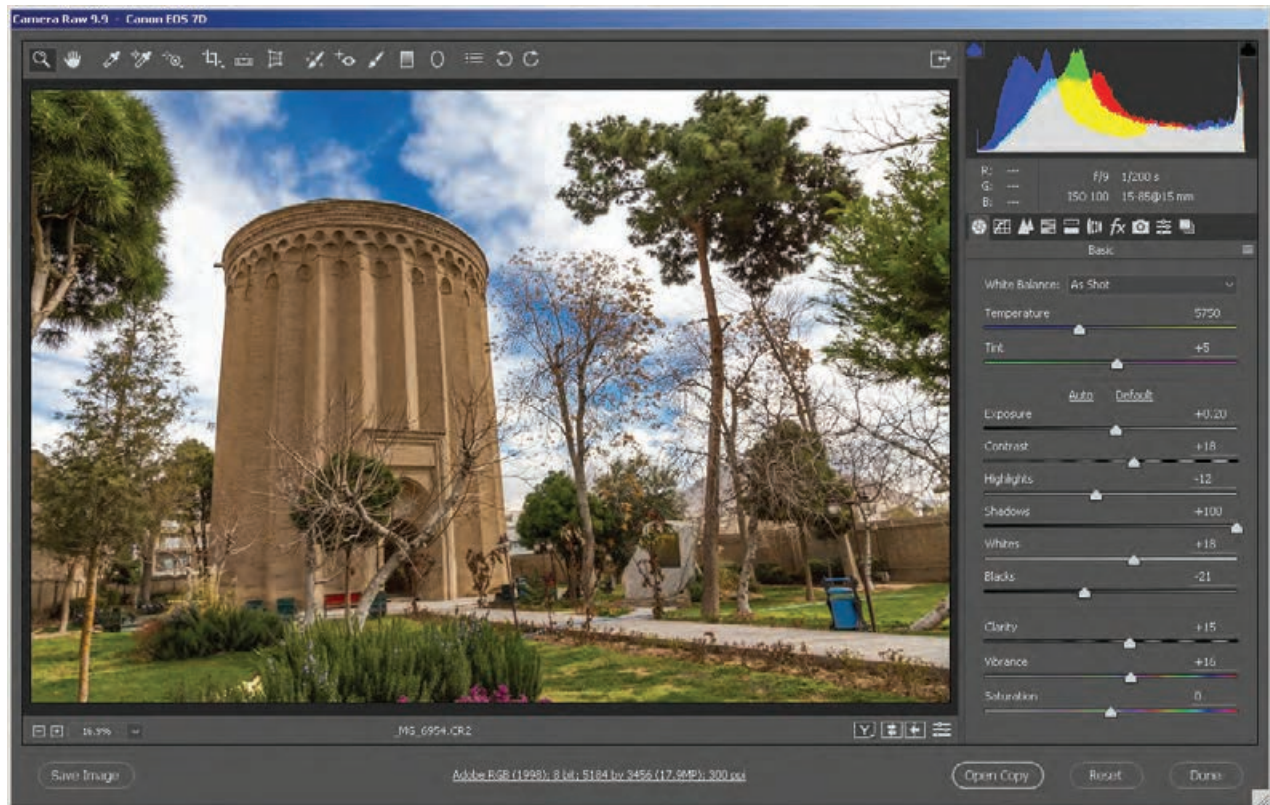 Camera Raw 9.9 - Canon EOS 7D
R: ---
G: ---
B: ---
f/9 1/200 s
ISO 100 15-85@15 mm
fx
Basic
White Balance: As Shot
Temperature 5750
Tint +5
Auto Default
Exposure +0.20
Contrast +18
Highlights -12
Shadows +100
Whites +18
Blacks -21
Clarity +15
Vibrance +16
Saturation 0
16.5% _MG_6954.CR2 Y
Save Image Adobe RGB (1998); 8 bit; 5184 by 3456 (17.9MP); 300 ppi Open Copy Reset Done